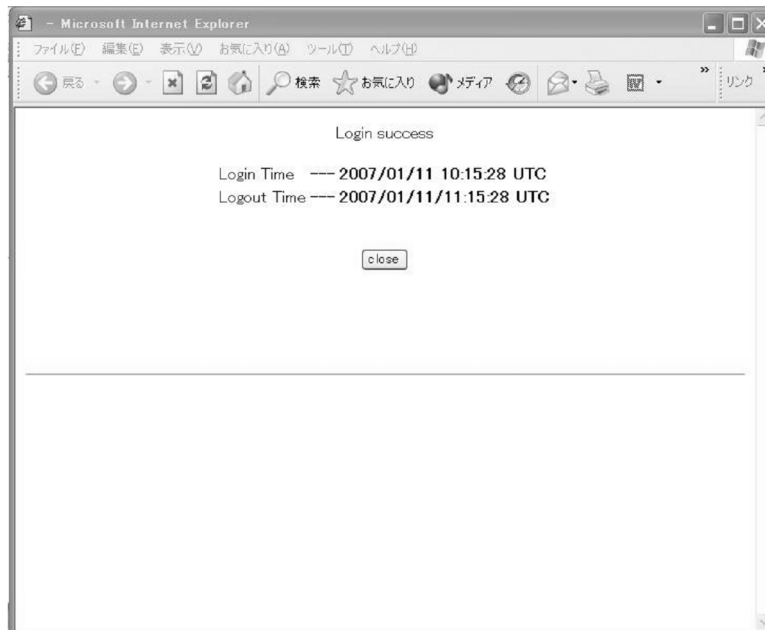 - Microsoft Internet Explorer
ファイル(F) 編集(E) 表示(V) お気に入り(A) ツール(T) ヘルプ(H)
戻る 検索 お気に入り メディア W » リンク »
Login success
Login Time --- 2007/01/11 10:15:28 UTC
Logout Time --- 2007/01/11/11:15:28 UTC
close